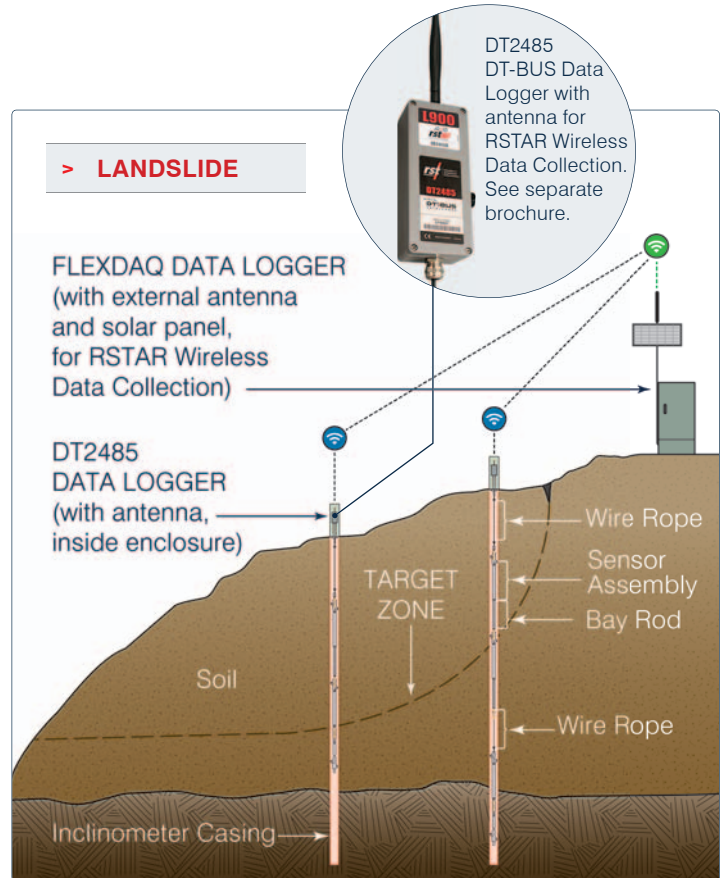 DT2485
DT-BUS Data
Logger with
antenna for
RSTAR Wireless
Data Collection.
See separate
brochure.
L900
rstar
rst
DT2485
DT-BUS
> LANDSLIDE
FLEXDAQ DATA LOGGER
(with external antenna
and solar panel,
for RSTAR Wireless
Data Collection)
DT2485
DATA LOGGER
(with antenna,
inside enclosure)
Wire Rope
Sensor
Assembly
TARGET
ZONE
Bay Rod
Soil
Wire Rope
Inclinometer Casing